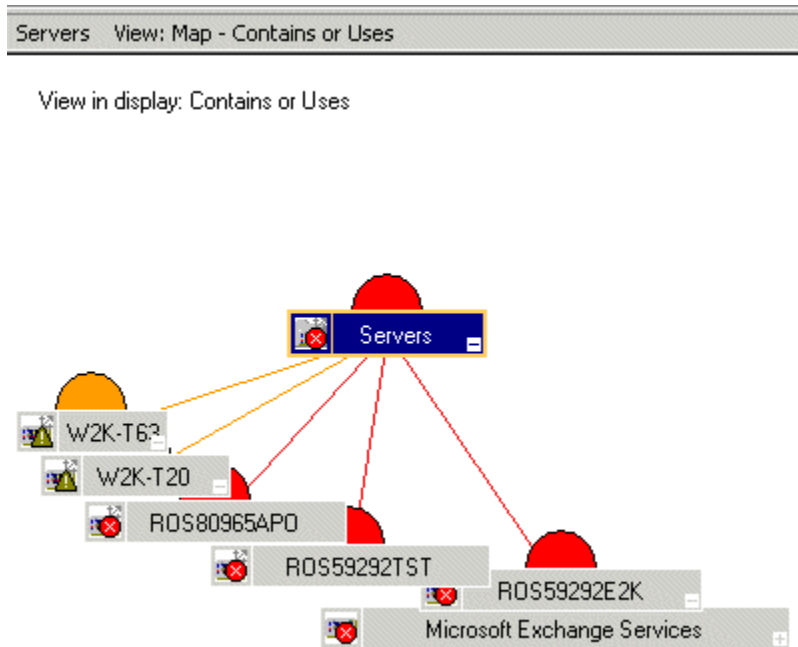 Servers View: Map - Contains or Uses
View in display: Contains or Uses
Servers
W2K-T63
W2K-T20
ROS80965APO
ROS59292TST
ROS59292E2K
Microsoft Exchange Services